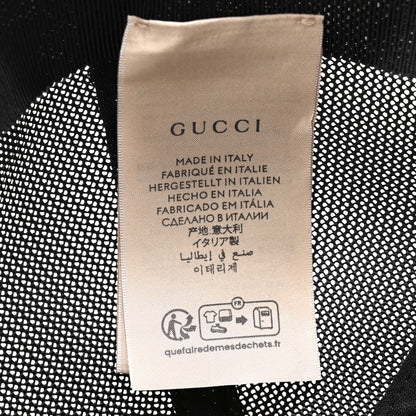 GUCCI
MADE IN ITALY
FABRIQUÉ EN ITALIE
HERGESTELLT IN ITALIEN
HECHO EN ITALIA
FABRICADO EM ITÁLIA
СДЕЛАНО В ИТАЛИИ
产地:意大利
イタリア製
صنع في إيطاليا
이태리제
FR
quefairedemesdechets.fr